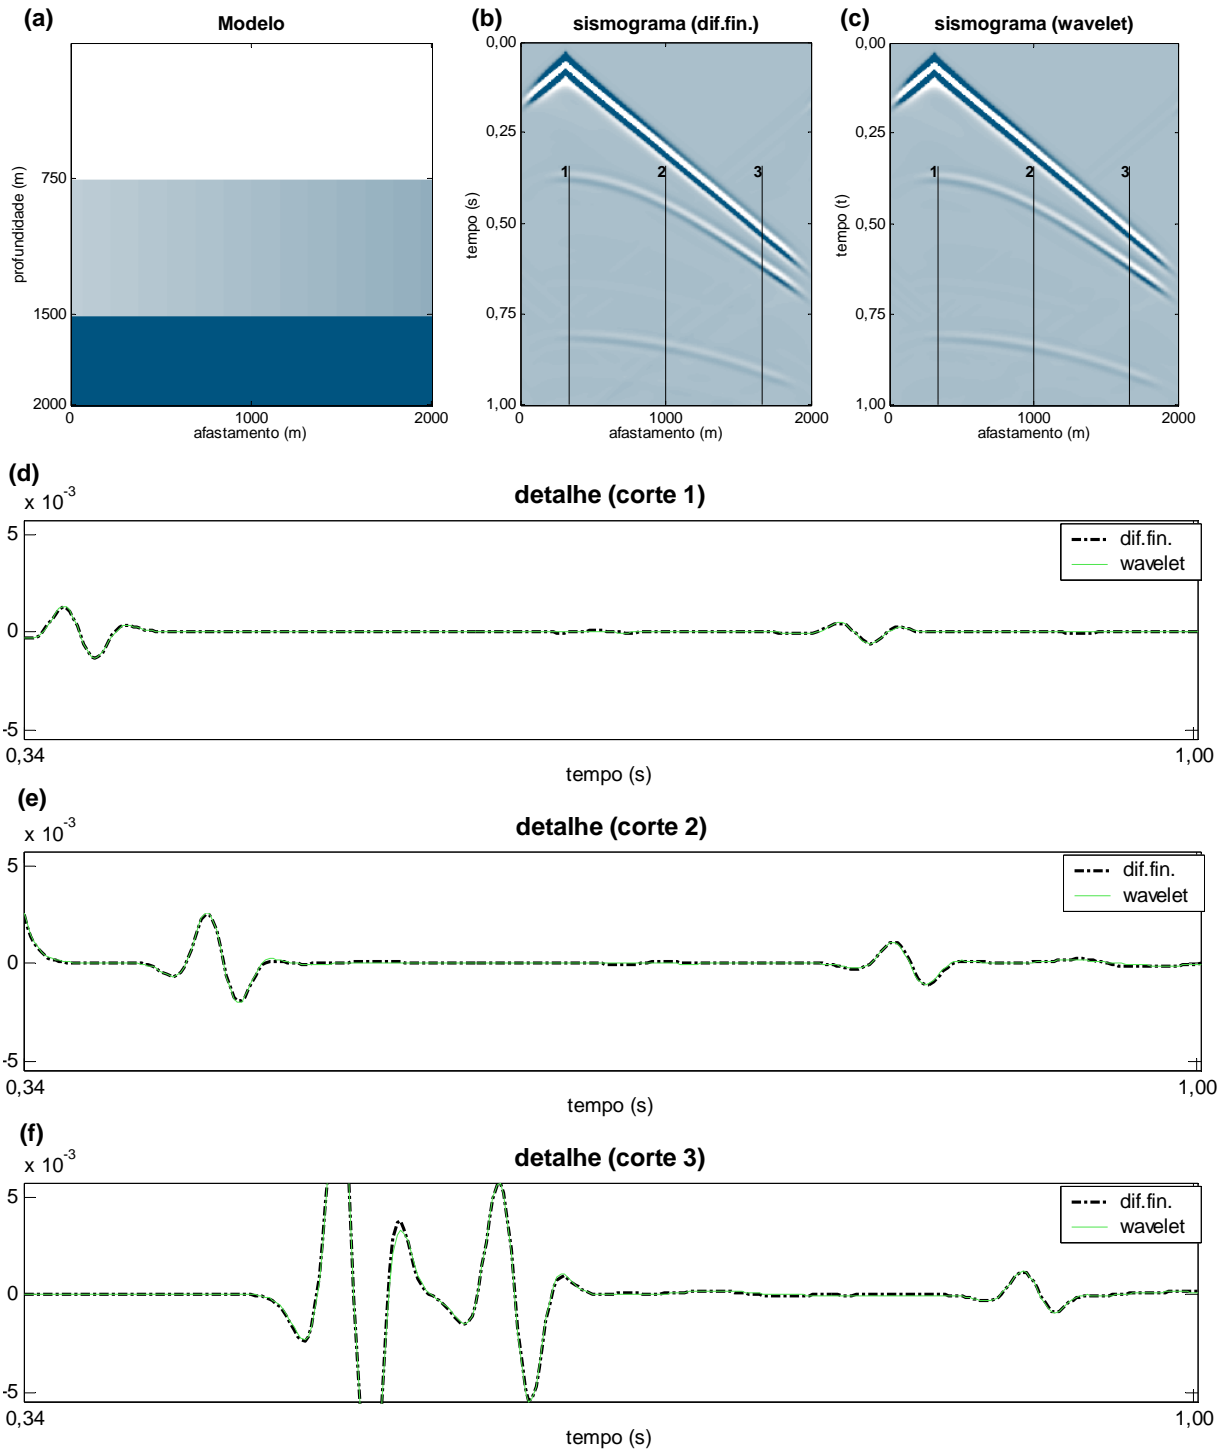 (a)
Modelo
profundidade (m)
750
1500
2000
0
1000
2000
afastamento (m)
(b)
sismograma (dif.fin.)
tempo (s)
0,00
0,25
0,50
0,75
1,00
1
2
3
0
1000
2000
afastamento (m)
(c)
sismograma (wavelet)
tempo (t)
0,00
0,25
0,50
0,75
1,00
1
2
3
0
1000
2000
afastamento (m)
(d)
x 10⁻³
detalhe (corte 1)
5
0
-5
dif.fin.
wavelet
0,34
1,00
tempo (s)
(e)
x 10⁻³
detalhe (corte 2)
5
0
-5
dif.fin.
wavelet
0,34
1,00
tempo (s)
(f)
x 10⁻³
detalhe (corte 3)
5
0
-5
dif.fin.
wavelet
0,34
1,00
tempo (s)